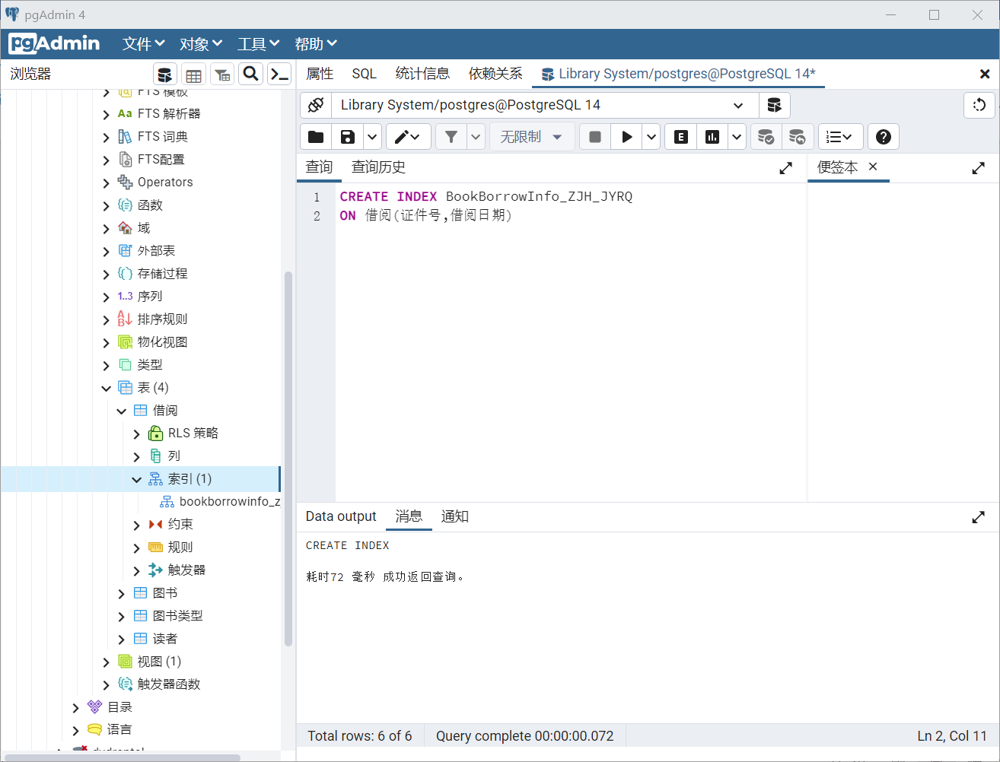 pgAdmin 4
pgAdmin 文件 对象 工具 帮助
浏览器
属性 SQL 统计信息 依赖关系 Library System/postgres@PostgreSQL 14*
Library System/postgres@PostgreSQL 14
无限制
查询 查询历史 便签本
1 CREATE INDEX BookBorrowInfo_ZJH_JYRQ
2 ON 借阅(证件号,借阅日期)
FTS 模板
Aa FTS 解析器
FTS 词典
FTS配置
Operators
函数
域
外部表
存储过程
1..3 序列
排序规则
物化视图
类型
表 (4)
借阅
RLS 策略
列
索引 (1)
bookborrowinfo_z
约束
规则
触发器
图书
图书类型
读者
视图 (1)
触发器函数
目录
语言
Data output 消息 通知
CREATE INDEX
耗时72 毫秒 成功返回查询。
Total rows: 6 of 6 Query complete 00:00:00.072 Ln 2, Col 11